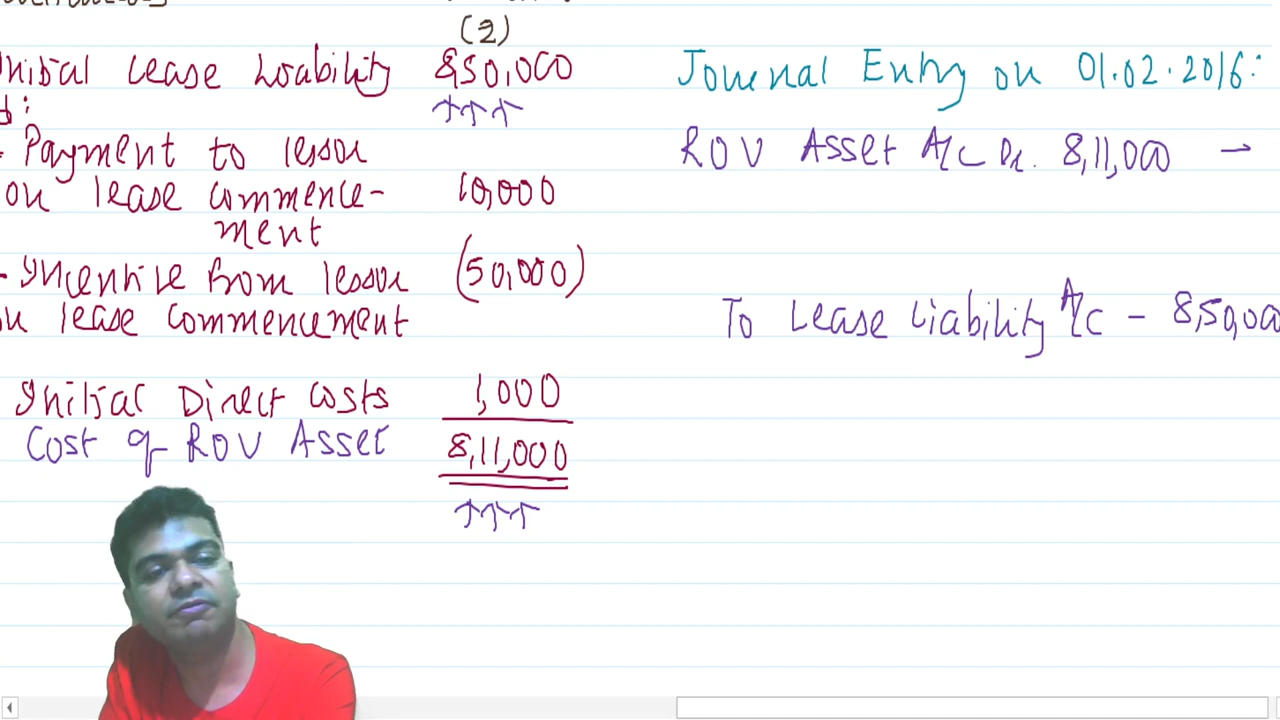 (2)
Initial Lease Liability 8,50,000
↑↑↑
- Payment to lessor
on lease commence-
ment 10,000
- Incentive from lessor (50,000)
on lease commencement
Initial Direct Costs 1,000
Cost of ROU Asset 8,11,000
↑↑↑
Journal Entry on 01.02.2016:
ROU Asset A/C Dr. 8,11,000 -
To Lease Liability A/C - 8,50,000